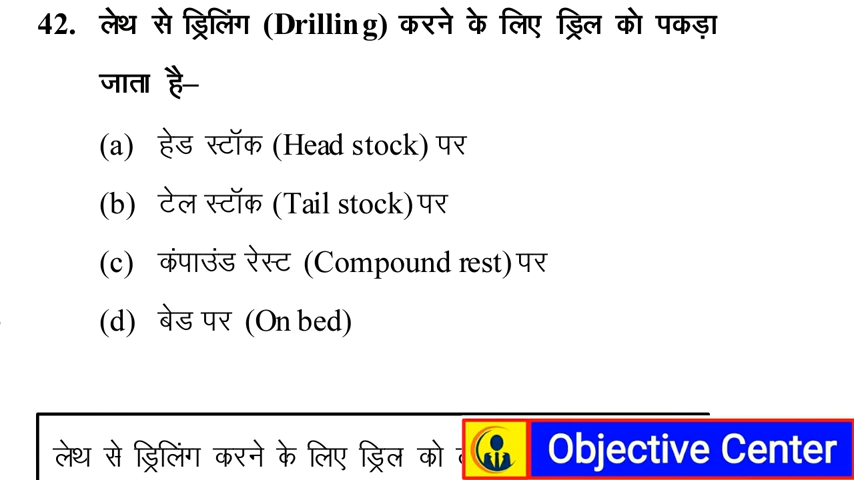 42. लेथ से ड्रिलिंग (Drilling) करने के लिए ड्रिल को पकड़ा
जाता है–
(a) हेड स्टॉक (Head stock) पर
(b) टेल स्टॉक (Tail stock) पर
(c) कंपाउंड रेस्ट (Compound rest) पर
(d) बेड पर (On bed)
लेथ से ड्रिलिंग करने के लिए ड्रिल को
Objective Center